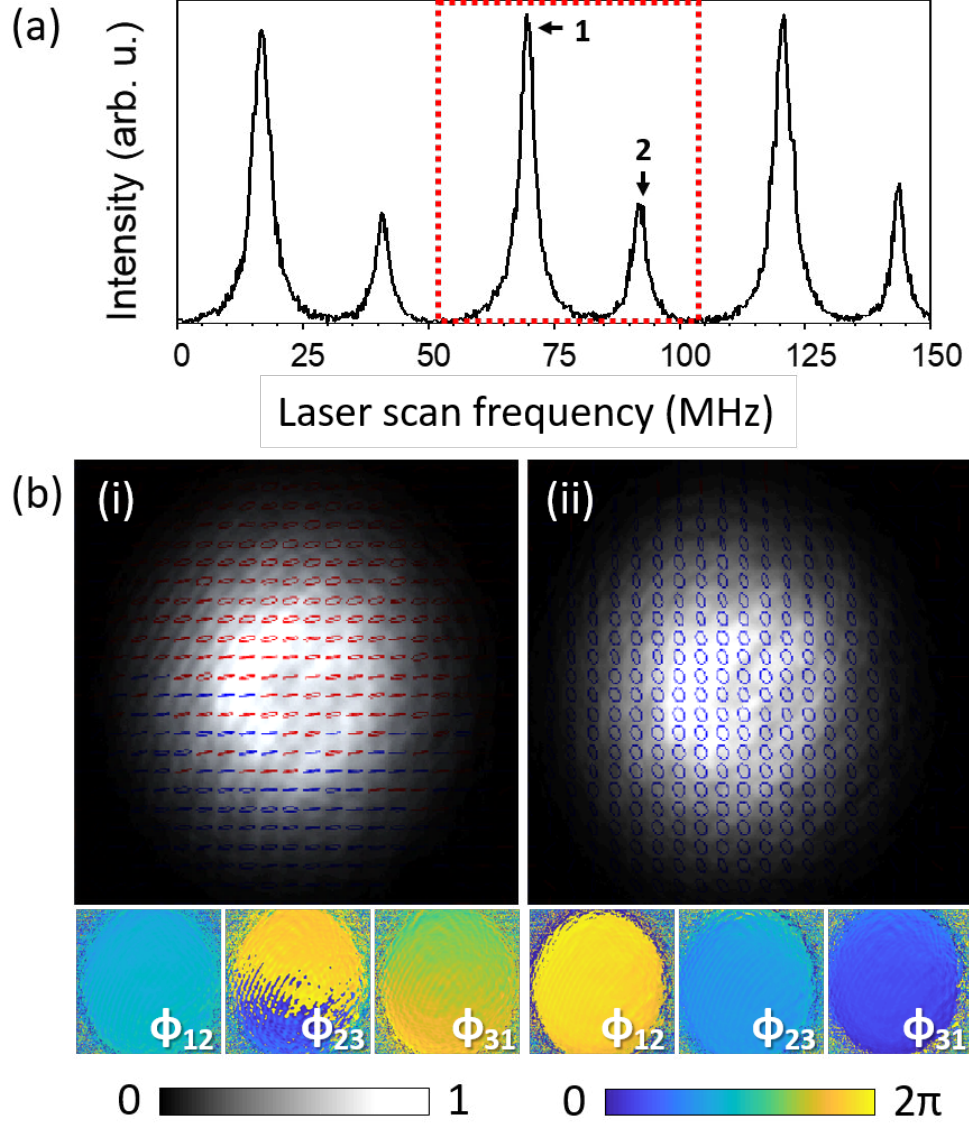 (a)
Intensity (arb. u.)
1
2
0 25 50 75 100 125 150
Laser scan frequency (MHz)
(b)
(i) (ii)
Φ12 Φ23 Φ31 Φ12 Φ23 Φ31
0 1 0 2π